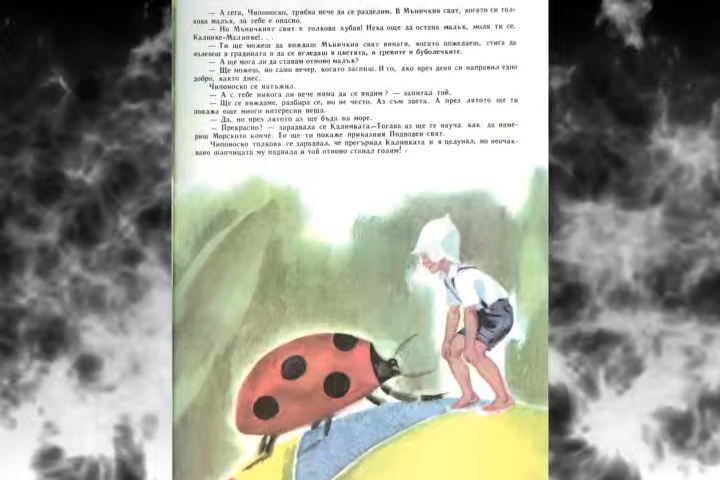 — А сега, Чипоноско, трябва вече да се разделим. В Мъничкия свят, когато си тол-
кова малък, за тебе е опасно.
— Но Мъничкият свят е толкова хубав! Нека още да остана малък, моля ти се,
Калинке-Малинке!. . .
— Ти ще можеш да виждаш Мъничкия свят винаги, когато пожелаеш, стига да
излезеш в градината и да се вгледаш в цветята, в тревите и буболечките.
— А ще мога ли да ставам отново малък?
— Ще можеш, но само вечер, когато заспиш. И то, ако през деня си направил едно
добро, както днес.
Чипоноско се натъжил.
— А с тебе никога ли вече няма да се видим? — запитал той.
— Ще се виждаме, разбира се, но не често. Аз съм заета. А през лятото ще ти
покажа още много интересни неща.
— Да, но през лятото аз ще бъда на море.
— Прекрасно! — зарадвала се Калинката.—Тогава аз ще те науча как да наме-
риш Морското конче. То ще ти покаже приказния Подводен свят.
Чипоноско толкова се зарадвал, че прегърнал Калинката и я целунал, но неочак-
вано шапчицата му паднала и той отново станал голям!